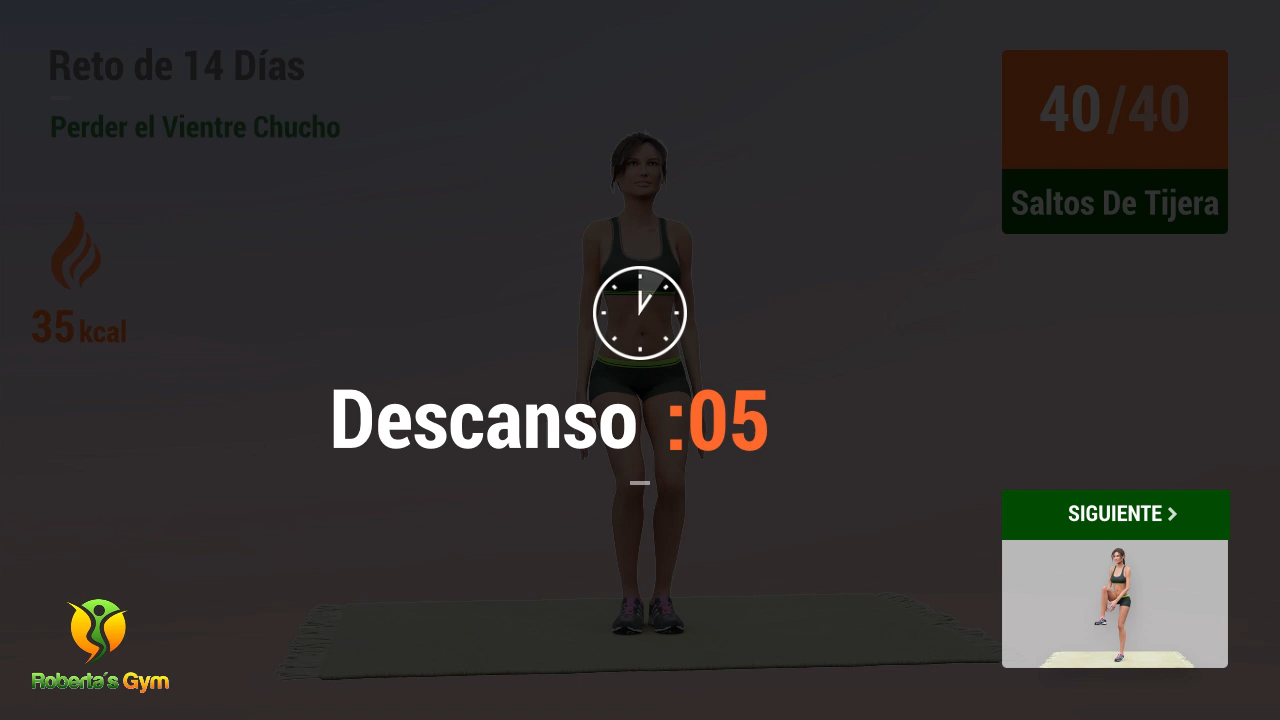 Reto de 14 Días
Perder el Vientre Chucho
40/40
Saltos De Tijera
35 kcal
Descanso :05
SIGUIENTE >
Roberta's Gym